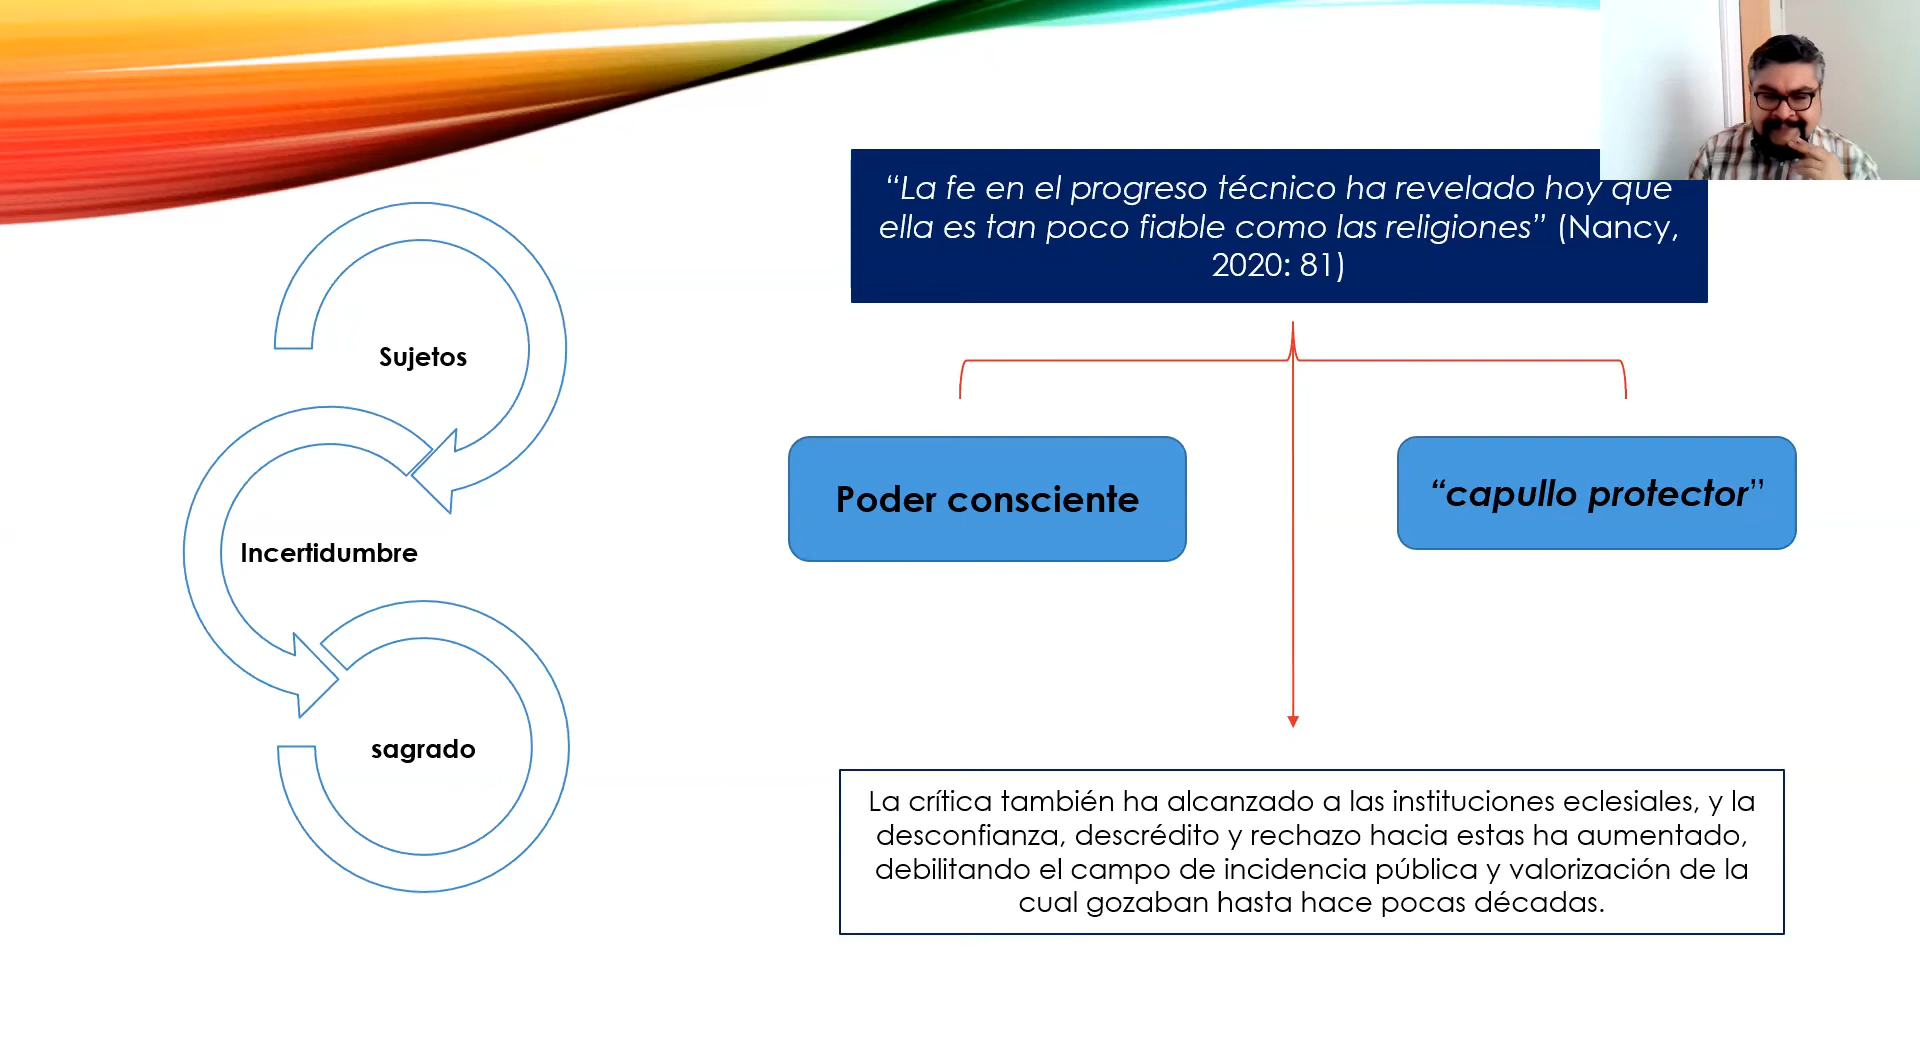 “La fe en el progreso técnico ha revelado hoy que
ella es tan poco fiable como las religiones” (Nancy,
2020: 81)
Sujetos
Incertidumbre
sagrado
Poder consciente
“capullo protector”
La crítica también ha alcanzado a las instituciones eclesiales, y la
desconfianza, descrédito y rechazo hacia estas ha aumentado,
debilitando el campo de incidencia pública y valorización de la
cual gozaban hasta hace pocas décadas.